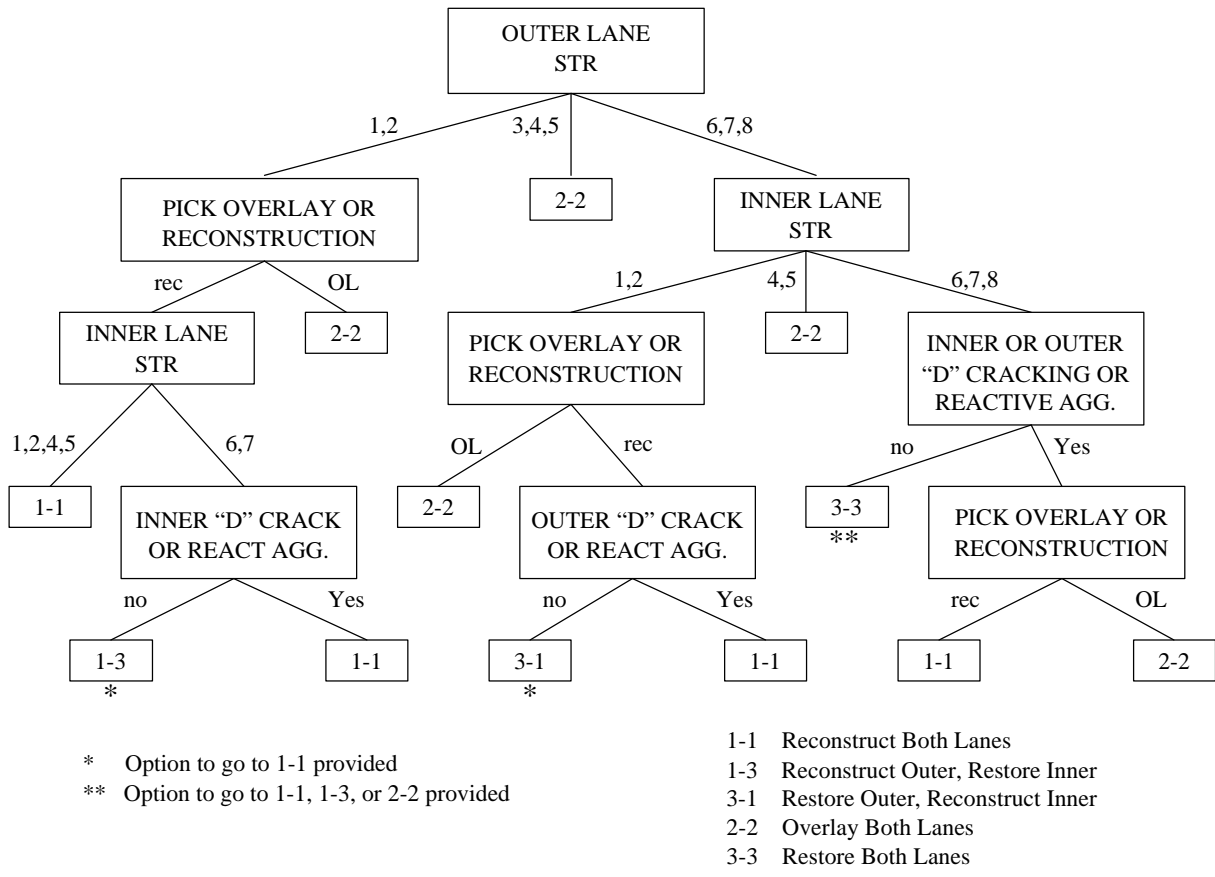 OUTER LANE
STR
1,2
3,4,5
6,7,8
PICK OVERLAY OR
RECONSTRUCTION
2-2
INNER LANE
STR
rec
OL
1,2
4,5
6,7,8
INNER LANE
STR
2-2
PICK OVERLAY OR
RECONSTRUCTION
2-2
INNER OR OUTER
“D” CRACKING OR
REACTIVE AGG.
1,2,4,5
6,7
OL
rec
no
Yes
1-1
INNER “D” CRACK
OR REACT AGG.
2-2
OUTER “D” CRACK
OR REACT AGG.
3-3
**
PICK OVERLAY OR
RECONSTRUCTION
no
Yes
no
Yes
rec
OL
1-3
*
1-1
3-1
*
1-1
1-1
2-2
* Option to go to 1-1 provided
** Option to go to 1-1, 1-3, or 2-2 provided
1-1 Reconstruct Both Lanes
1-3 Reconstruct Outer, Restore Inner
3-1 Restore Outer, Reconstruct Inner
2-2 Overlay Both Lanes
3-3 Restore Both Lanes